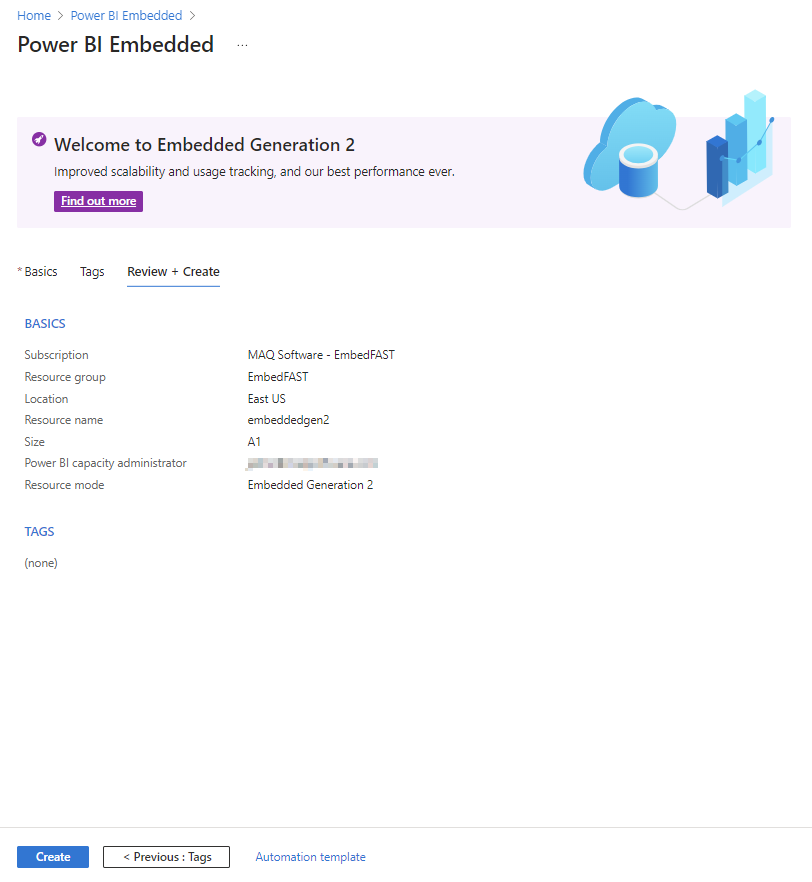 Home > Power BI Embedded >
Power BI Embedded ...
Welcome to Embedded Generation 2
Improved scalability and usage tracking, and our best performance ever.
Find out more
* Basics Tags Review + Create
BASICS
Subscription MAQ Software - EmbedFAST
Resource group EmbedFAST
Location East US
Resource name embeddedgen2
Size A1
Power BI capacity administrator
Resource mode Embedded Generation 2
TAGS
(none)
Create < Previous : Tags Automation template